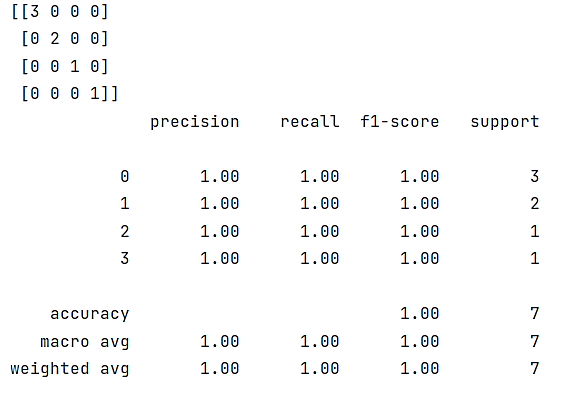 [[3 0 0 0]
 [0 2 0 0]
 [0 0 1 0]
 [0 0 0 1]]
              precision    recall  f1-score   support

           0       1.00      1.00      1.00         3
           1       1.00      1.00      1.00         2
           2       1.00      1.00      1.00         1
           3       1.00      1.00      1.00         1

    accuracy                           1.00         7
   macro avg       1.00      1.00      1.00         7
weighted avg       1.00      1.00      1.00         7